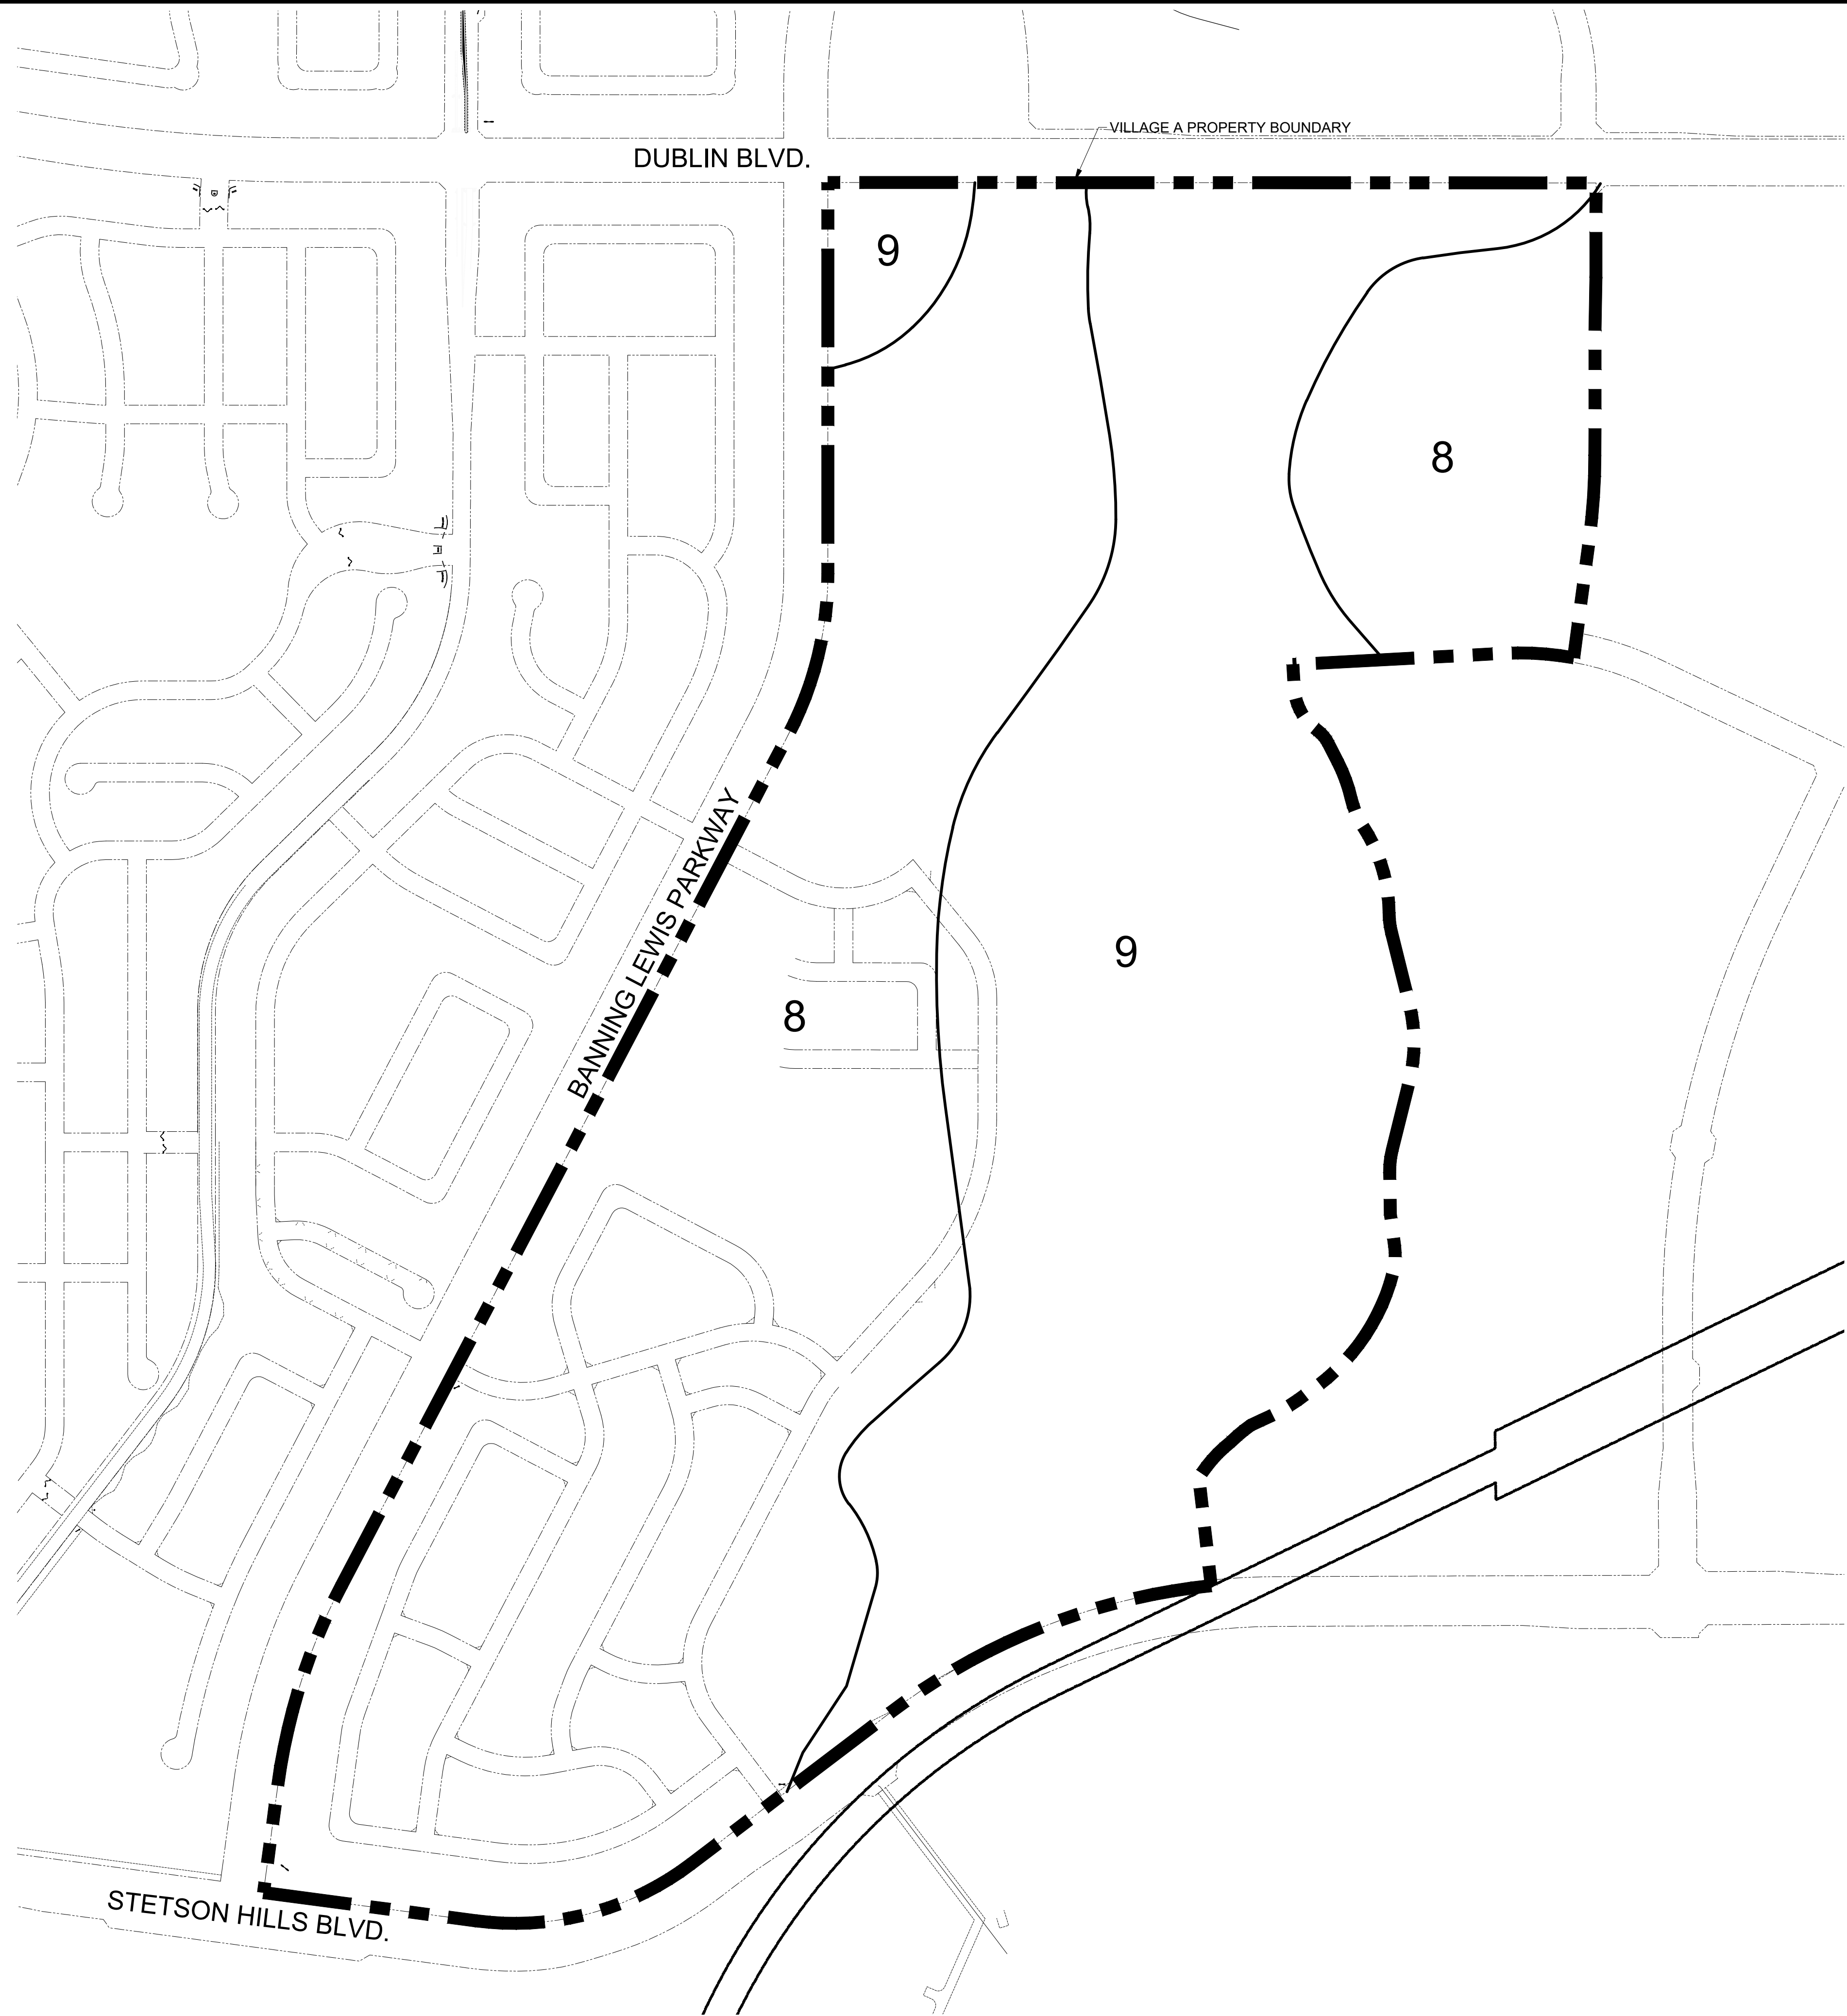 VILLAGE A PROPERTY BOUNDARY
DUBLIN BLVD.
9
8
BANNING LEWIS PARKWAY
9
8
STETSON HILLS BLVD.